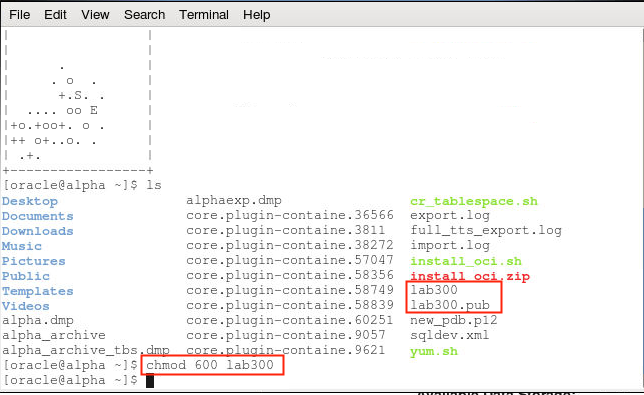 File Edit View Search Terminal Help
|                 |
|                 |
|      .          |
|     . o  .      |
|      +.S. .     |
|  .... oo E      |
|+o.+oo+. o .     |
|++ o+..o. .      |
| .+.             |
+-----------------+
[oracle@alpha ~]$ ls
Desktop alphaexp.dmp cr_tablespace.sh
Documents core.plugin-containe.36566 export.log
Downloads core.plugin-containe.3811 full_tts_export.log
Music core.plugin-containe.38272 import.log
Pictures core.plugin-containe.57047 install_oci.sh
Public core.plugin-containe.58356 install_oci.zip
Templates core.plugin-containe.58749 lab300
Videos core.plugin-containe.58839 lab300.pub
alpha.dmp core.plugin-containe.60251 new_pdb.p12
alpha_archive core.plugin-containe.9057 sqldev.xml
alpha_archive_tbs.dmp core.plugin-containe.9621 yum.sh
[oracle@alpha ~]$ chmod 600 lab300
[oracle@alpha ~]$
Available Data Storage: